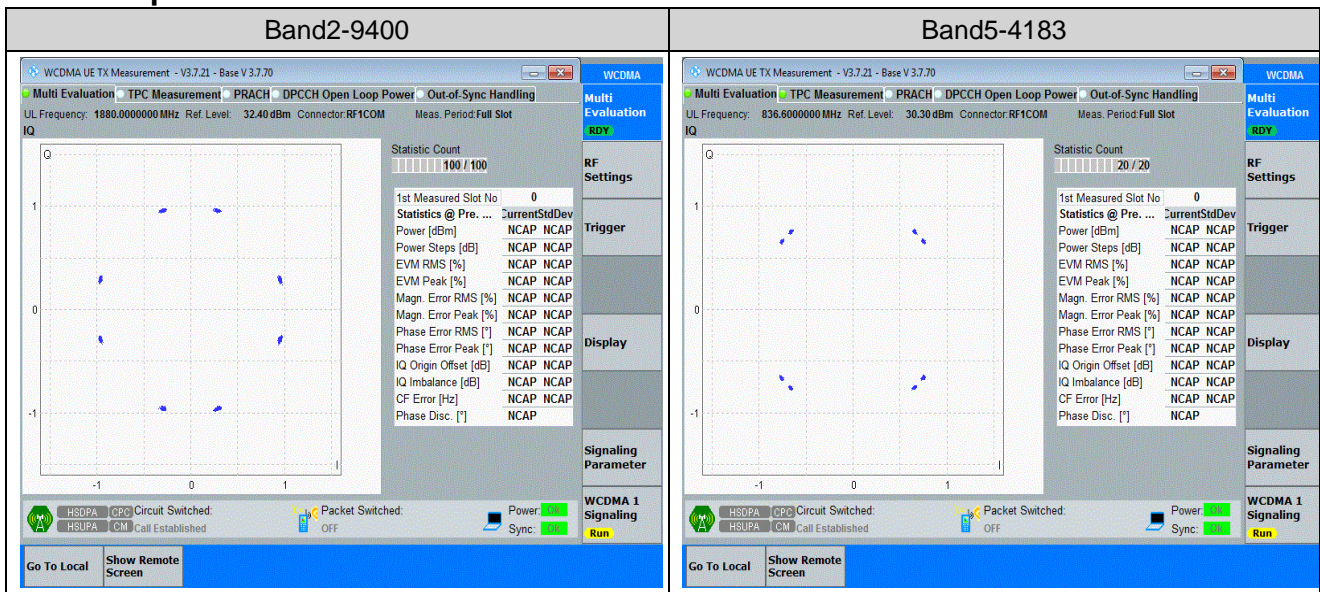 Band2-9400
WCDMA UE TX Measurement - V3.7.21 - Base V 3.7.70
WCDMA
Multi Evaluation TPC Measurement PRACH DPCCH Open Loop Power Out-of-Sync Handling
Multi Evaluation
RDY
UL Frequency: 1880.0000000 MHz Ref. Level: 32.40 dBm Connector: RF1COM Meas. Period: Full Slot
IQ
Q
1
0
-1
-1 0 1
I
Statistic Count
100 / 100
1st Measured Slot No 0
Statistics @ Pre. ... Current StdDev
Power [dBm] NCAP NCAP
Power Steps [dB] NCAP NCAP
EVM RMS [%] NCAP NCAP
EVM Peak [%] NCAP NCAP
Magn. Error RMS [%] NCAP NCAP
Magn. Error Peak [%] NCAP NCAP
Phase Error RMS [°] NCAP NCAP
Phase Error Peak [°] NCAP NCAP
IQ Origin Offset [dB] NCAP NCAP
IQ Imbalance [dB] NCAP NCAP
CF Error [Hz] NCAP NCAP
Phase Disc. [°] NCAP
RF Settings
Trigger
Display
Signaling Parameter
WCDMA 1 Signaling
Run
HSDPA CPC Circuit Switched: Packet Switched: Power: Ok
HSUPA CM Call Established OFF Sync: Ok
Go To Local
Show Remote Screen
Band5-4183
WCDMA UE TX Measurement - V3.7.21 - Base V 3.7.70
WCDMA
Multi Evaluation TPC Measurement PRACH DPCCH Open Loop Power Out-of-Sync Handling
Multi Evaluation
RDY
UL Frequency: 836.6000000 MHz Ref. Level: 30.30 dBm Connector: RF1COM Meas. Period: Full Slot
IQ
Q
1
0
-1
-1 0 1
I
Statistic Count
20 / 20
1st Measured Slot No 0
Statistics @ Pre. ... Current StdDev
Power [dBm] NCAP NCAP
Power Steps [dB] NCAP NCAP
EVM RMS [%] NCAP NCAP
EVM Peak [%] NCAP NCAP
Magn. Error RMS [%] NCAP NCAP
Magn. Error Peak [%] NCAP NCAP
Phase Error RMS [°] NCAP NCAP
Phase Error Peak [°] NCAP NCAP
IQ Origin Offset [dB] NCAP NCAP
IQ Imbalance [dB] NCAP NCAP
CF Error [Hz] NCAP NCAP
Phase Disc. [°] NCAP
RF Settings
Trigger
Display
Signaling Parameter
WCDMA 1 Signaling
Run
HSDPA CPC Circuit Switched: Packet Switched: Power: Ok
HSUPA CM Call Established OFF Sync: Ok
Go To Local
Show Remote Screen